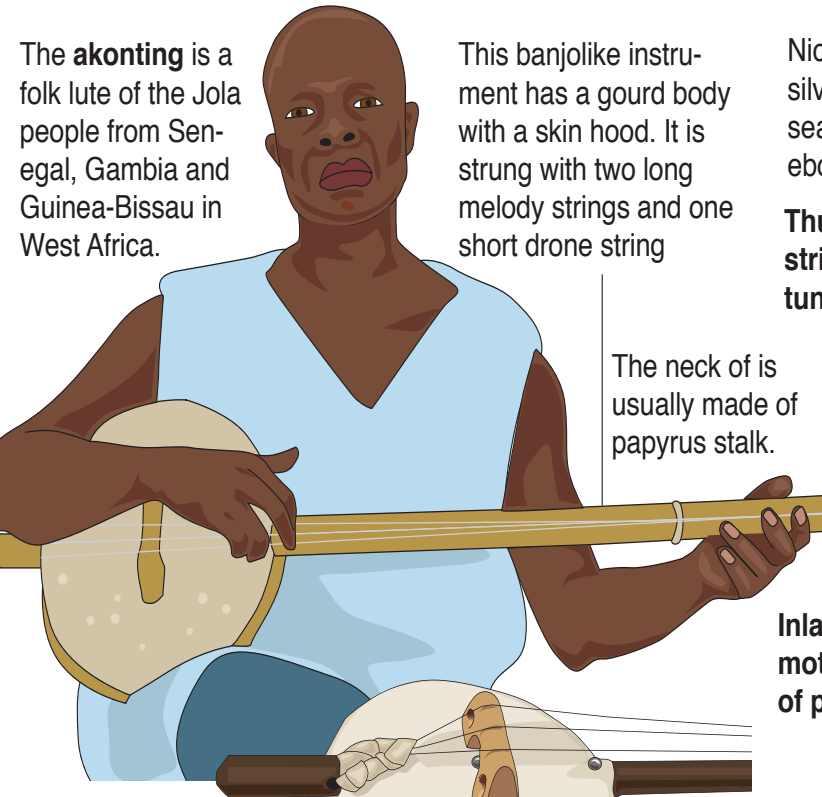 The akonting is a
folk lute of the Jola
people from Sen-
egal, Gambia and
Guinea-Bissau in
West Africa.
This banjolike instru-
ment has a gourd body
with a skin hood. It is
strung with two long
melody strings and one
short drone string
The neck of is
usually made of
papyrus stalk.
of